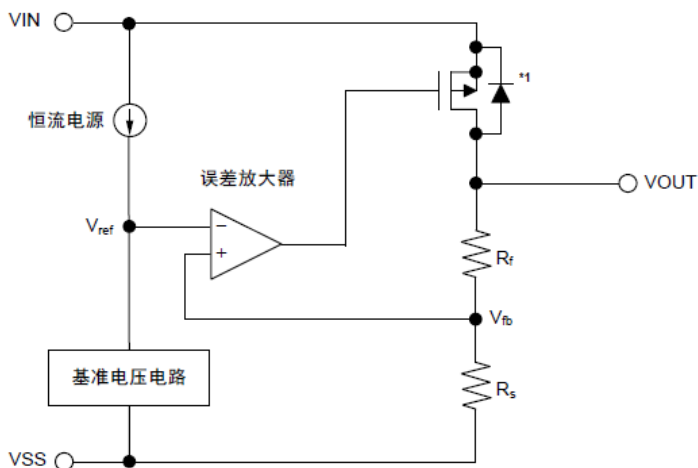 VIN
*1
恒流电源
误差放大器
VOUT
Vref
−
+
Rf
Vfb
基准电压电路
Rs
VSS